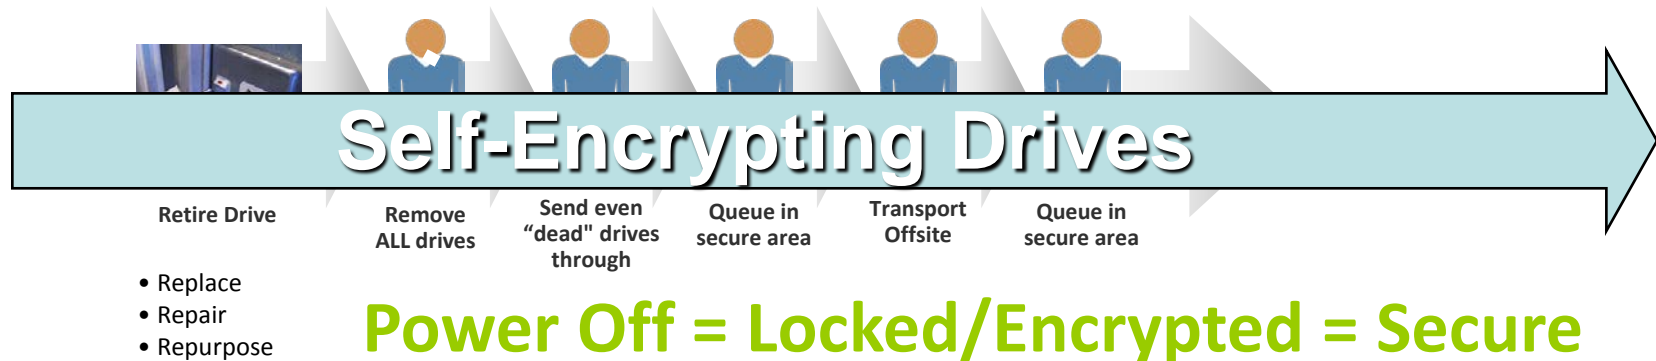 Self-Encrypting Drives
Retire Drive
Remove
ALL drives
Send even
“dead" drives
through
Queue in
secure area
Transport
Offsite
Queue in
secure area
• Replace
• Repair
• Repurpose
Power Off = Locked/Encrypted = Secure